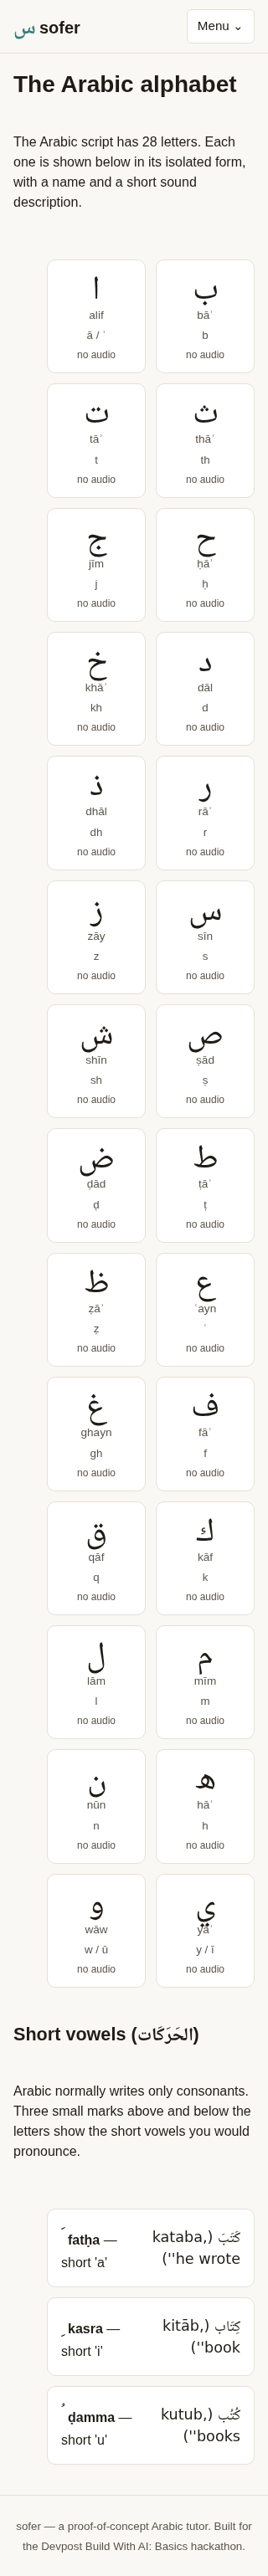 س sofer
Menu
The Arabic alphabet
The Arabic script has 28 letters. Each
one is shown below in its isolated form,
with a name and a short sound
description.
ا
alif
ā / ʾ
no audio
ب
bāʾ
b
no audio
ت
tāʾ
t
no audio
ث
thāʾ
th
no audio
ج
jīm
j
no audio
ح
ḥāʾ
ḥ
no audio
خ
khāʾ
kh
no audio
د
dāl
d
no audio
ذ
dhāl
dh
no audio
ر
rāʾ
r
no audio
ز
zāy
z
no audio
س
sīn
s
no audio
ش
shīn
sh
no audio
ص
ṣād
ṣ
no audio
ض
ḍād
ḍ
no audio
ط
ṭāʾ
ṭ
no audio
ظ
ẓāʾ
ẓ
no audio
ع
ʿayn
ʿ
no audio
غ
ghayn
gh
no audio
ف
fāʾ
f
no audio
ق
qāf
q
no audio
ك
kāf
k
no audio
ل
lām
l
no audio
م
mīm
m
no audio
ن
nūn
n
no audio
ه
hāʾ
h
no audio
و
wāw
w / ū
no audio
ي
yāʾ
y / ī
no audio
Short vowels (الحَرَكَات)
Arabic normally writes only consonants.
Three small marks above and below the
letters show the short vowels you would
pronounce.
َ fatḥa —
short 'a'
كَتَبَ (kataba,
'he wrote')
ِ kasra —
short 'i'
كِتَاب (kitāb,
'book')
ُ ḍamma —
short 'u'
كُتُب (kutub,
'books')
sofer — a proof-of-concept Arabic tutor. Built for
the Devpost Build With AI: Basics hackathon.